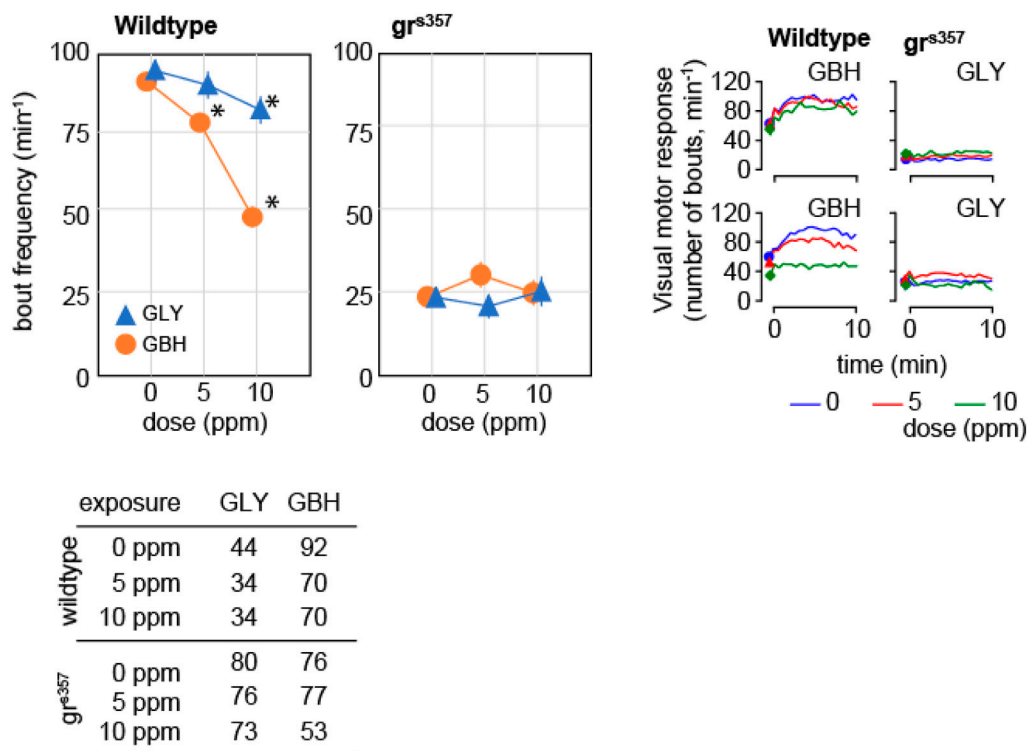 Wildtype
gr^s357
100
75
50
25
0
bout frequency (min⁻¹)
GLY
GBH
*
*
*
*
0 5 10
dose (ppm)
100
75
50
25
0
0 5 10
dose (ppm)
Wildtype gr^s357
Visual motor response
(number of bouts, min⁻¹)
GBH GLY
120
80
40
0
GBH GLY
120
80
40
0
0 10 0 10
time (min)
0 5 10
dose (ppm)
exposure GLY GBH
wildtype
0 ppm 44 92
5 ppm 34 70
10 ppm 34 70
gr^s357
0 ppm 80 76
5 ppm 76 77
10 ppm 73 53